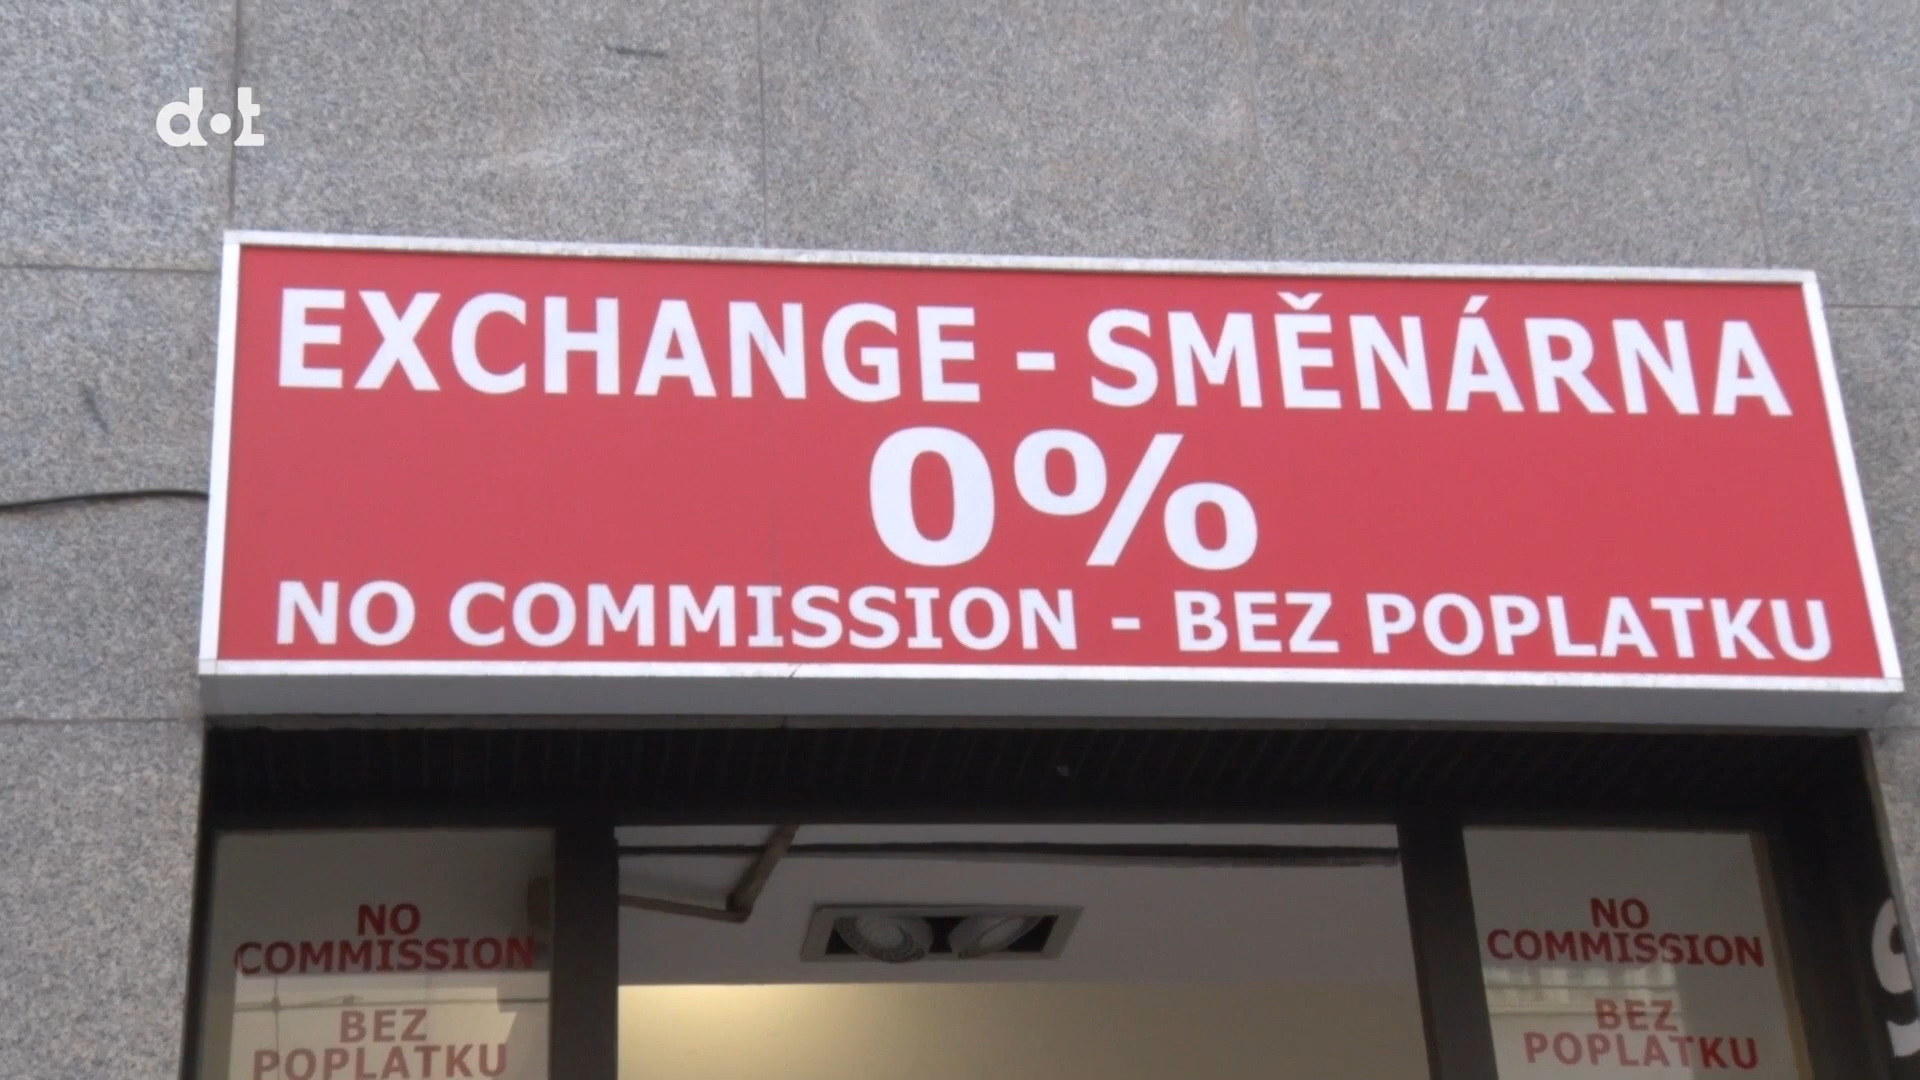 d·t
EXCHANGE - SMĚNÁRNA
0%
NO COMMISSION - BEZ POPLATKU
NO
COMMISSION
BEZ
POPLATKU
NO
COMMISSION
BEZ
POPLATKU